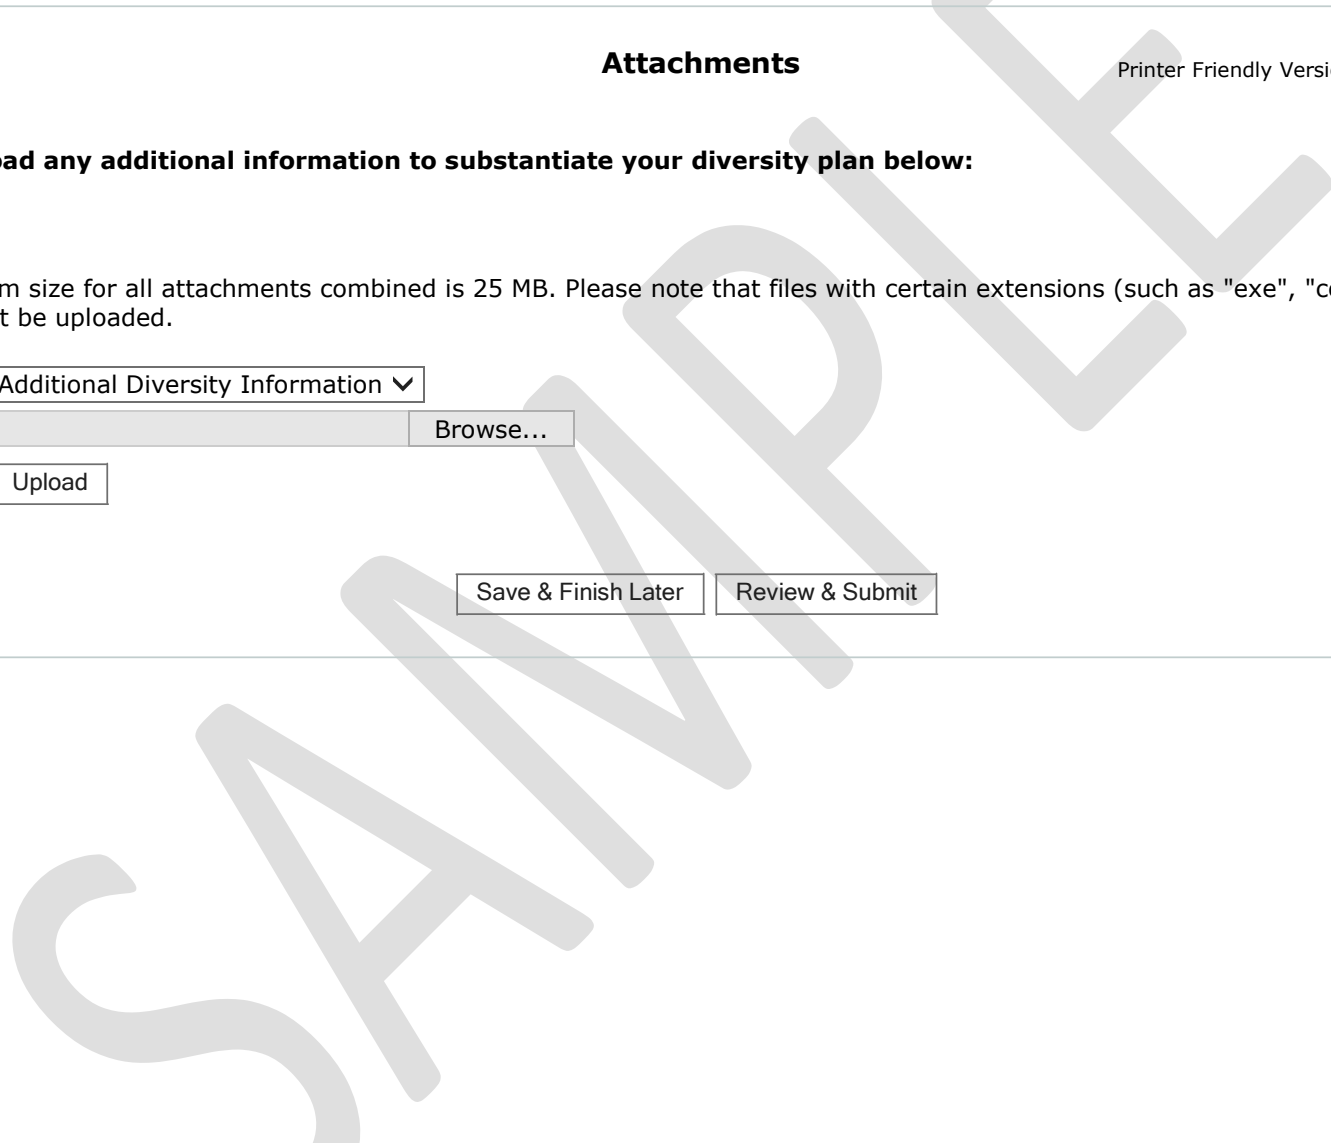 Attachments
Printer Friendly Versi
ad any additional information to substantiate your diversity plan below:
m size for all attachments combined is 25 MB. Please note that files with certain extensions (such as "exe", "c
t be uploaded.
Additional Diversity Information
Browse...
Upload
Save & Finish Later
Review & Submit
SAMPLE